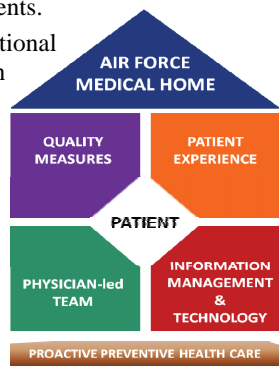 ents.
tional
AIR FORCE
MEDICAL HOME
QUALITY
MEASURES
PATIENT
EXPERIENCE
PATIENT
PHYSICIAN-led
TEAM
INFORMATION
MANAGEMENT
&
TECHNOLOGY
PROACTIVE PREVENTIVE HEALTH CARE